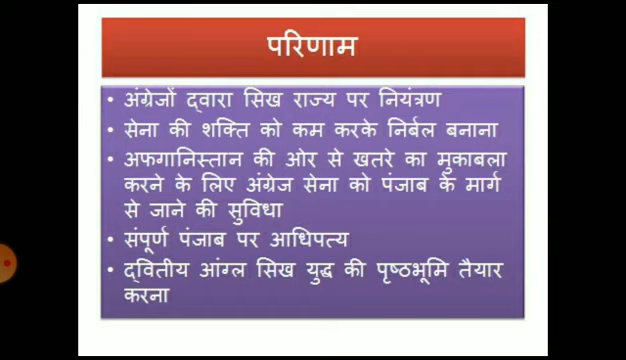 परिणाम
• अंग्रेजों द्वारा सिख राज्य पर नियंत्रण
• सेना की शक्ति को कम करके निर्बल बनाना
• अफगानिस्तान की ओर से खतरे का मुकाबला
करने के लिए अंग्रेज सेना को पंजाब के मार्ग
से जाने की सुविधा
• संपूर्ण पंजाब पर आधिपत्य
• द्वितीय आंग्ल सिख युद्ध की पृष्ठभूमि तैयार
करना